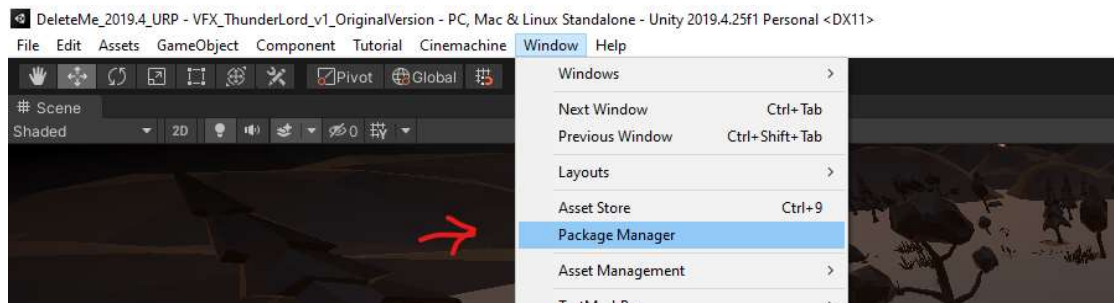 DeleteMe_2019.4_URP - VFX_ThunderLord_v1_OriginalVersion - PC, Mac & Linux Standalone - Unity 2019.4.25f1 Personal <DX11>
File Edit Assets GameObject Component Tutorial Cinemachine Window Help
Pivot Global
Windows
# Scene
Next Window Ctrl+Tab
Shaded 2D 0
Previous Window Ctrl+Shift+Tab
Layouts
Asset Store Ctrl+9
Package Manager
Asset Management